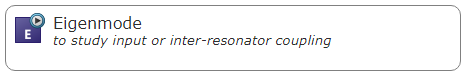 E
Eigenmode
to study input or inter-resonator coupling